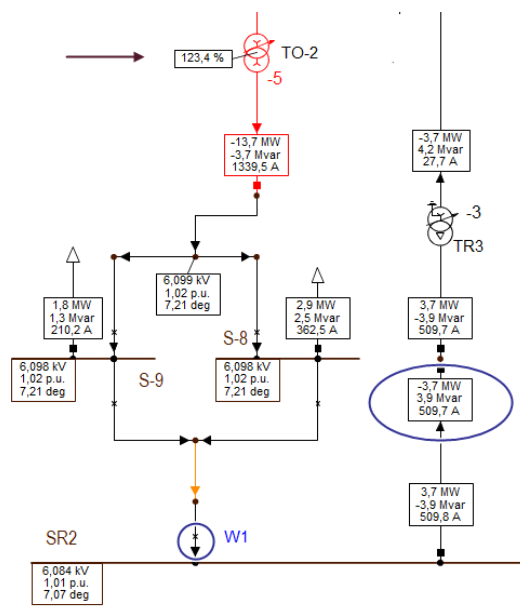 123,4 %
TO-2
-5
-13,7 MW
-3,7 Mvar
1339,5 A
-3,7 MW
4,2 Mvar
27,7 A
-3
TR3
6,099 kV
1,02 p.u.
7,21 deg
1,8 MW
1,3 Mvar
210,2 A
2,9 MW
2,5 Mvar
362,5 A
3,7 MW
-3,9 Mvar
509,7 A
S-8
6,098 kV
1,02 p.u.
7,21 deg
S-9
6,098 kV
1,02 p.u.
7,21 deg
-3,7 MW
3,9 Mvar
509,7 A
3,7 MW
-3,9 Mvar
509,8 A
SR2
W1
6,084 kV
1,01 p.u.
7,07 deg